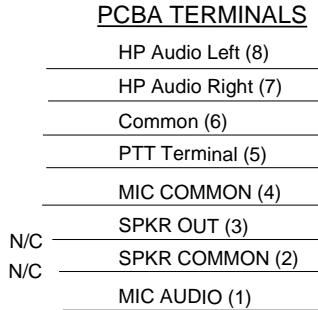 PCBA TERMINALS
HP Audio Left (8)
HP Audio Right (7)
Common (6)
PTT Terminal (5)
MIC COMMON (4)
SPKR OUT (3)
N/C
SPKR COMMON (2)
N/C
MIC AUDIO (1)